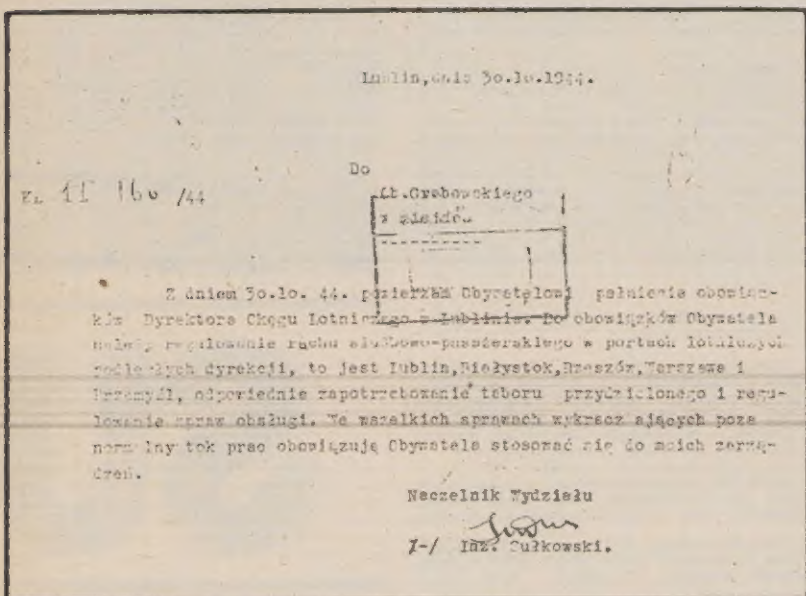 Lublin, dnia 30.10.1944.
Do
11 160 /44
Ob. Grabowskiego
w miejscu
Z dniem 30.10. 44. powierzam Obywatelowi pełnienie obowiąz-
ków Dyrektora Okęgu Lotniczego w Lublinie. Do obowiązków Obywatela
należy regulowanie ruchu służbowo-pasażerskiego w portach lotniczych
podległych dyrekcji, to jest Lublin, Białystok, Rzeszów, Warszawa i
Przemyśl, odpowiednie zapotrzebowanie taboru przydzielonego i regu-
lowanie spraw obsługi. We wszelkich sprawach wykraczających poza
normalny tok prac obowiązują Obywatela stosować się do moich zarzą-
dzeń.
Naczelnik Wydziału
Inż. Sułkowski.